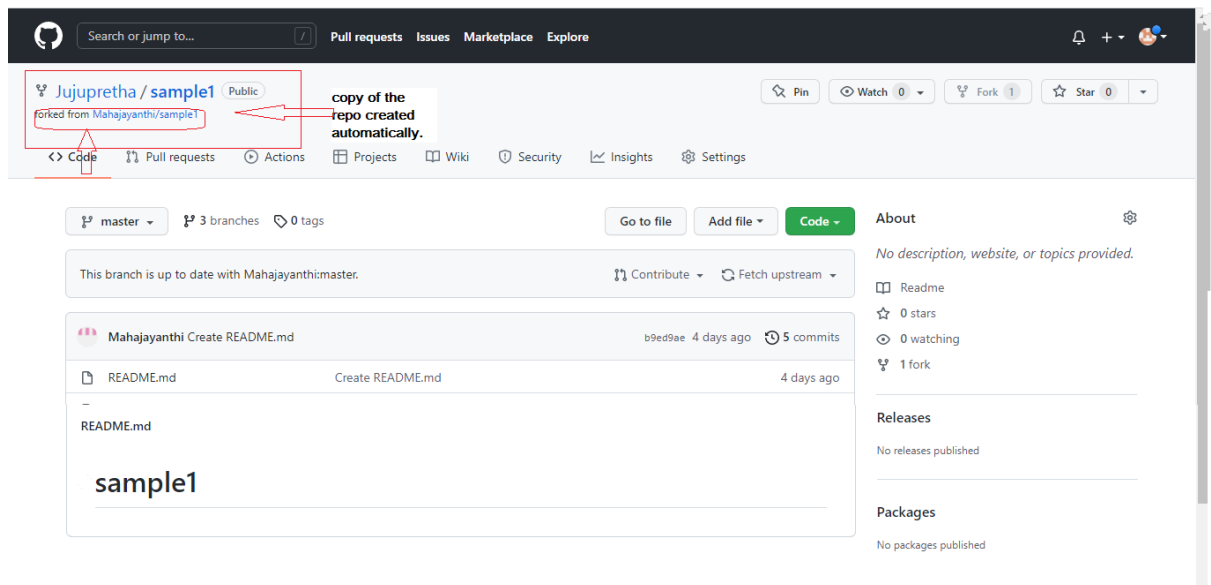 Search or jump to... / Pull requests Issues Marketplace Explore
Jujupretha / sample1 Public
forked from Mahajayanthi/sample1
copy of the
repo created
automatically.
Pin Watch 0 Fork 1 Star 0
Code Pull requests Actions Projects Wiki Security Insights Settings
master 3 branches 0 tags Go to file Add file Code
This branch is up to date with Mahajayanthi:master. Contribute Fetch upstream
Mahajayanthi Create README.md b9ed9ae 4 days ago 5 commits
README.md Create README.md 4 days ago
README.md
sample1
About
No description, website, or topics provided.
Readme
0 stars
0 watching
1 fork
Releases
No releases published
Packages
No packages published